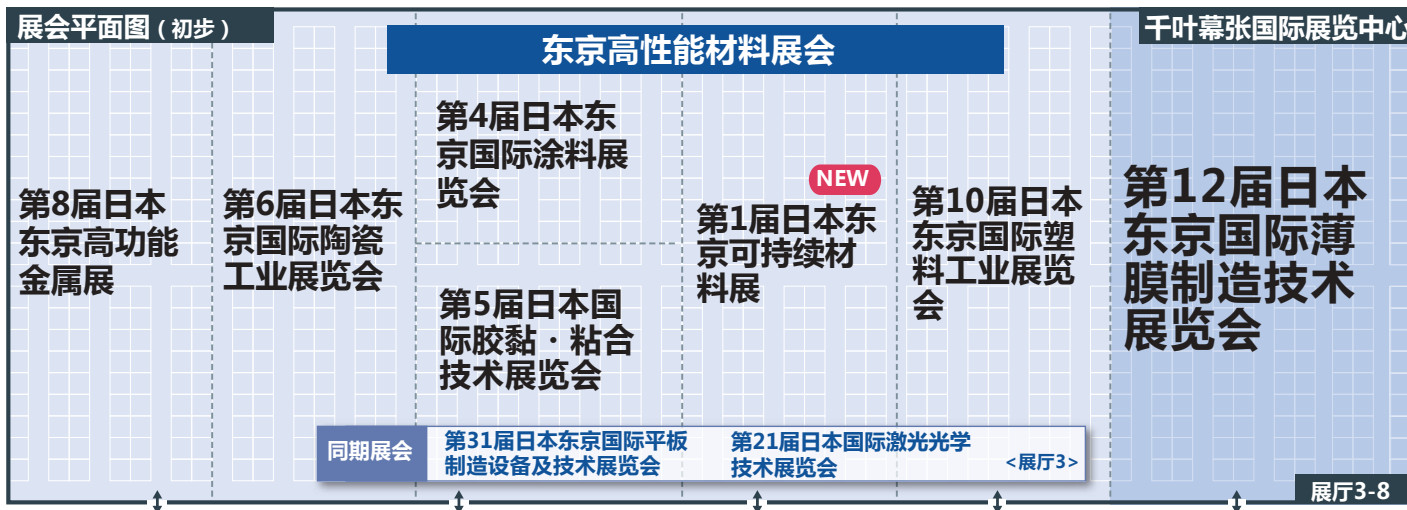 展会平面图（初步）
千叶幕张国际展览中心
东京高性能材料展会
第8届日本
东京高功能
金属展
第6届日本东
京国际陶瓷
工业展览会
第4届日本东
京国际涂料展
览会
第5届日本国
际胶黏·粘合
技术展览会
NEW
第1届日本东
京可持续材
料展
第10届日本
东京国际塑
料工业展览
会
第12届日本
东京国际薄
膜制造技术
展览会
同期展会
第31届日本东京国际平板
制造设备及技术展览会
第21届日本国际激光光学
技术展览会
<展厅3>
展厅3-8